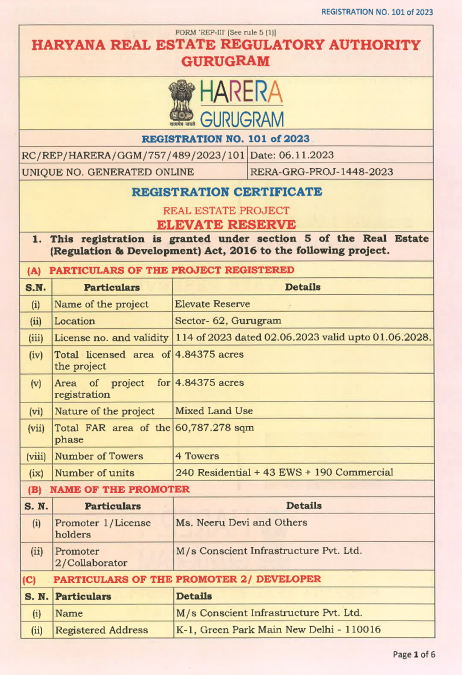 REGISTRATION NO. 101 of 2023
FORM 'REP-III' [See rule 5 (1)]
HARYANA REAL ESTATE REGULATORY AUTHORITY
GURUGRAM
HARERA
GURUGRAM
सत्यमेव जयते
REGISTRATION NO. 101 of 2023
RC/REP/HARERA/GGM/757/489/2023/101 Date: 06.11.2023
UNIQUE NO. GENERATED ONLINE RERA-GRG-PROJ-1448-2023
REGISTRATION CERTIFICATE
REAL ESTATE PROJECT
ELEVATE RESERVE
1. This registration is granted under section 5 of the Real Estate
(Regulation & Development) Act, 2016 to the following project.
(A) PARTICULARS OF THE PROJECT REGISTERED
S.N. Particulars Details
(i) Name of the project Elevate Reserve
(ii) Location Sector- 62, Gurugram
(iii) License no. and validity 114 of 2023 dated 02.06.2023 valid upto 01.06.2028.
(iv) Total licensed area of 4.84375 acres
the project
(v) Area of project for 4.84375 acres
registration
(vi) Nature of the project Mixed Land Use
(vii) Total FAR area of the 60,787.278 sqm
phase
(viii) Number of Towers 4 Towers
(ix) Number of units 240 Residential + 43 EWS + 190 Commercial
(B) NAME OF THE PROMOTER
S. N. Particulars Details
(i) Promoter 1/License Ms. Neeru Devi and Others
holders
(ii) Promoter M/s Conscient Infrastructure Pvt. Ltd.
2/Collaborator
(C) PARTICULARS OF THE PROMOTER 2/ DEVELOPER
S. N. Particulars Details
(i) Name M/s Conscient Infrastructure Pvt. Ltd.
(ii) Registered Address K-1, Green Park Main New Delhi - 110016
Page 1 of 6